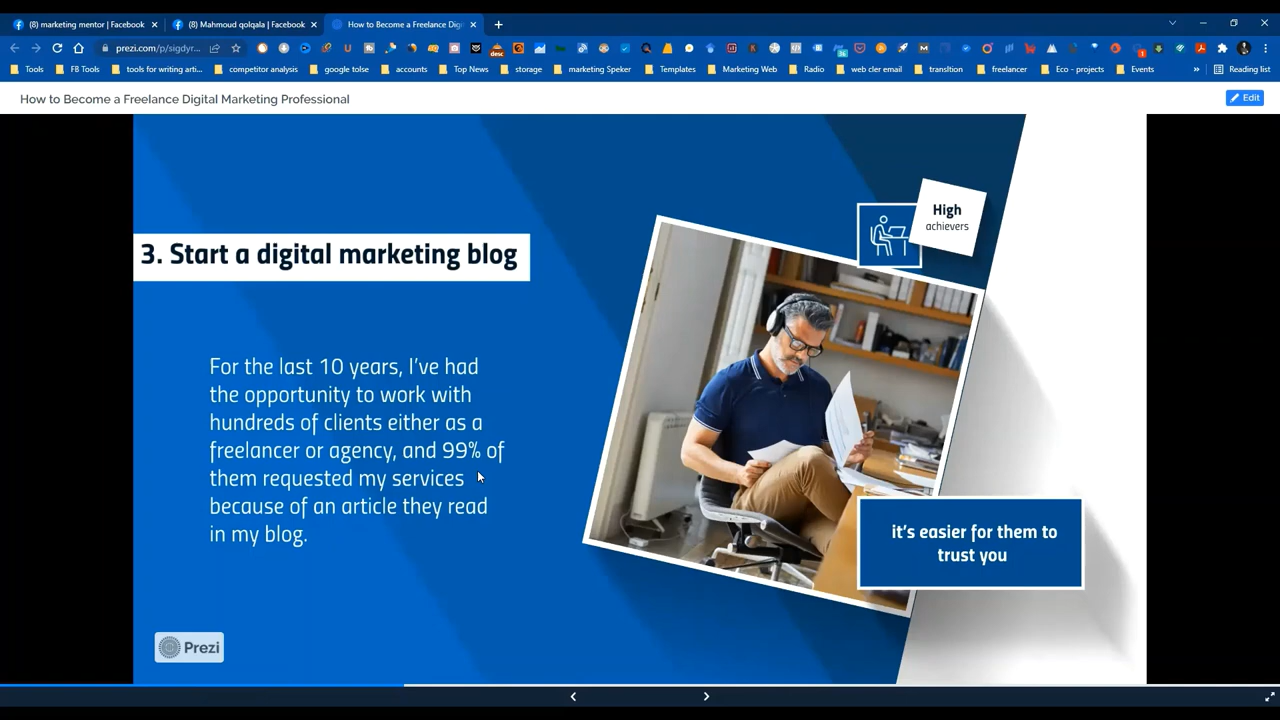 (8) marketing mentor | Facebook
(8) Mahmoud qolqala | Facebook
How to Become a Freelance Dig
prezi.com/p/sigdyr...
Tools
FB Tools
tools for writing arti...
competitor analysis
google tolse
accounts
Top News
storage
marketing Speker
Templates
Marketing Web
Radio
web cler email
transltion
freelancer
Eco - projects
Events
Reading list
How to Become a Freelance Digital Marketing Professional
Edit
High
achievers
3. Start a digital marketing blog
For the last 10 years, I've had
the opportunity to work with
hundreds of clients either as a
freelancer or agency, and 99% of
them requested my services
because of an article they read
in my blog.
it's easier for them to
trust you
Prezi